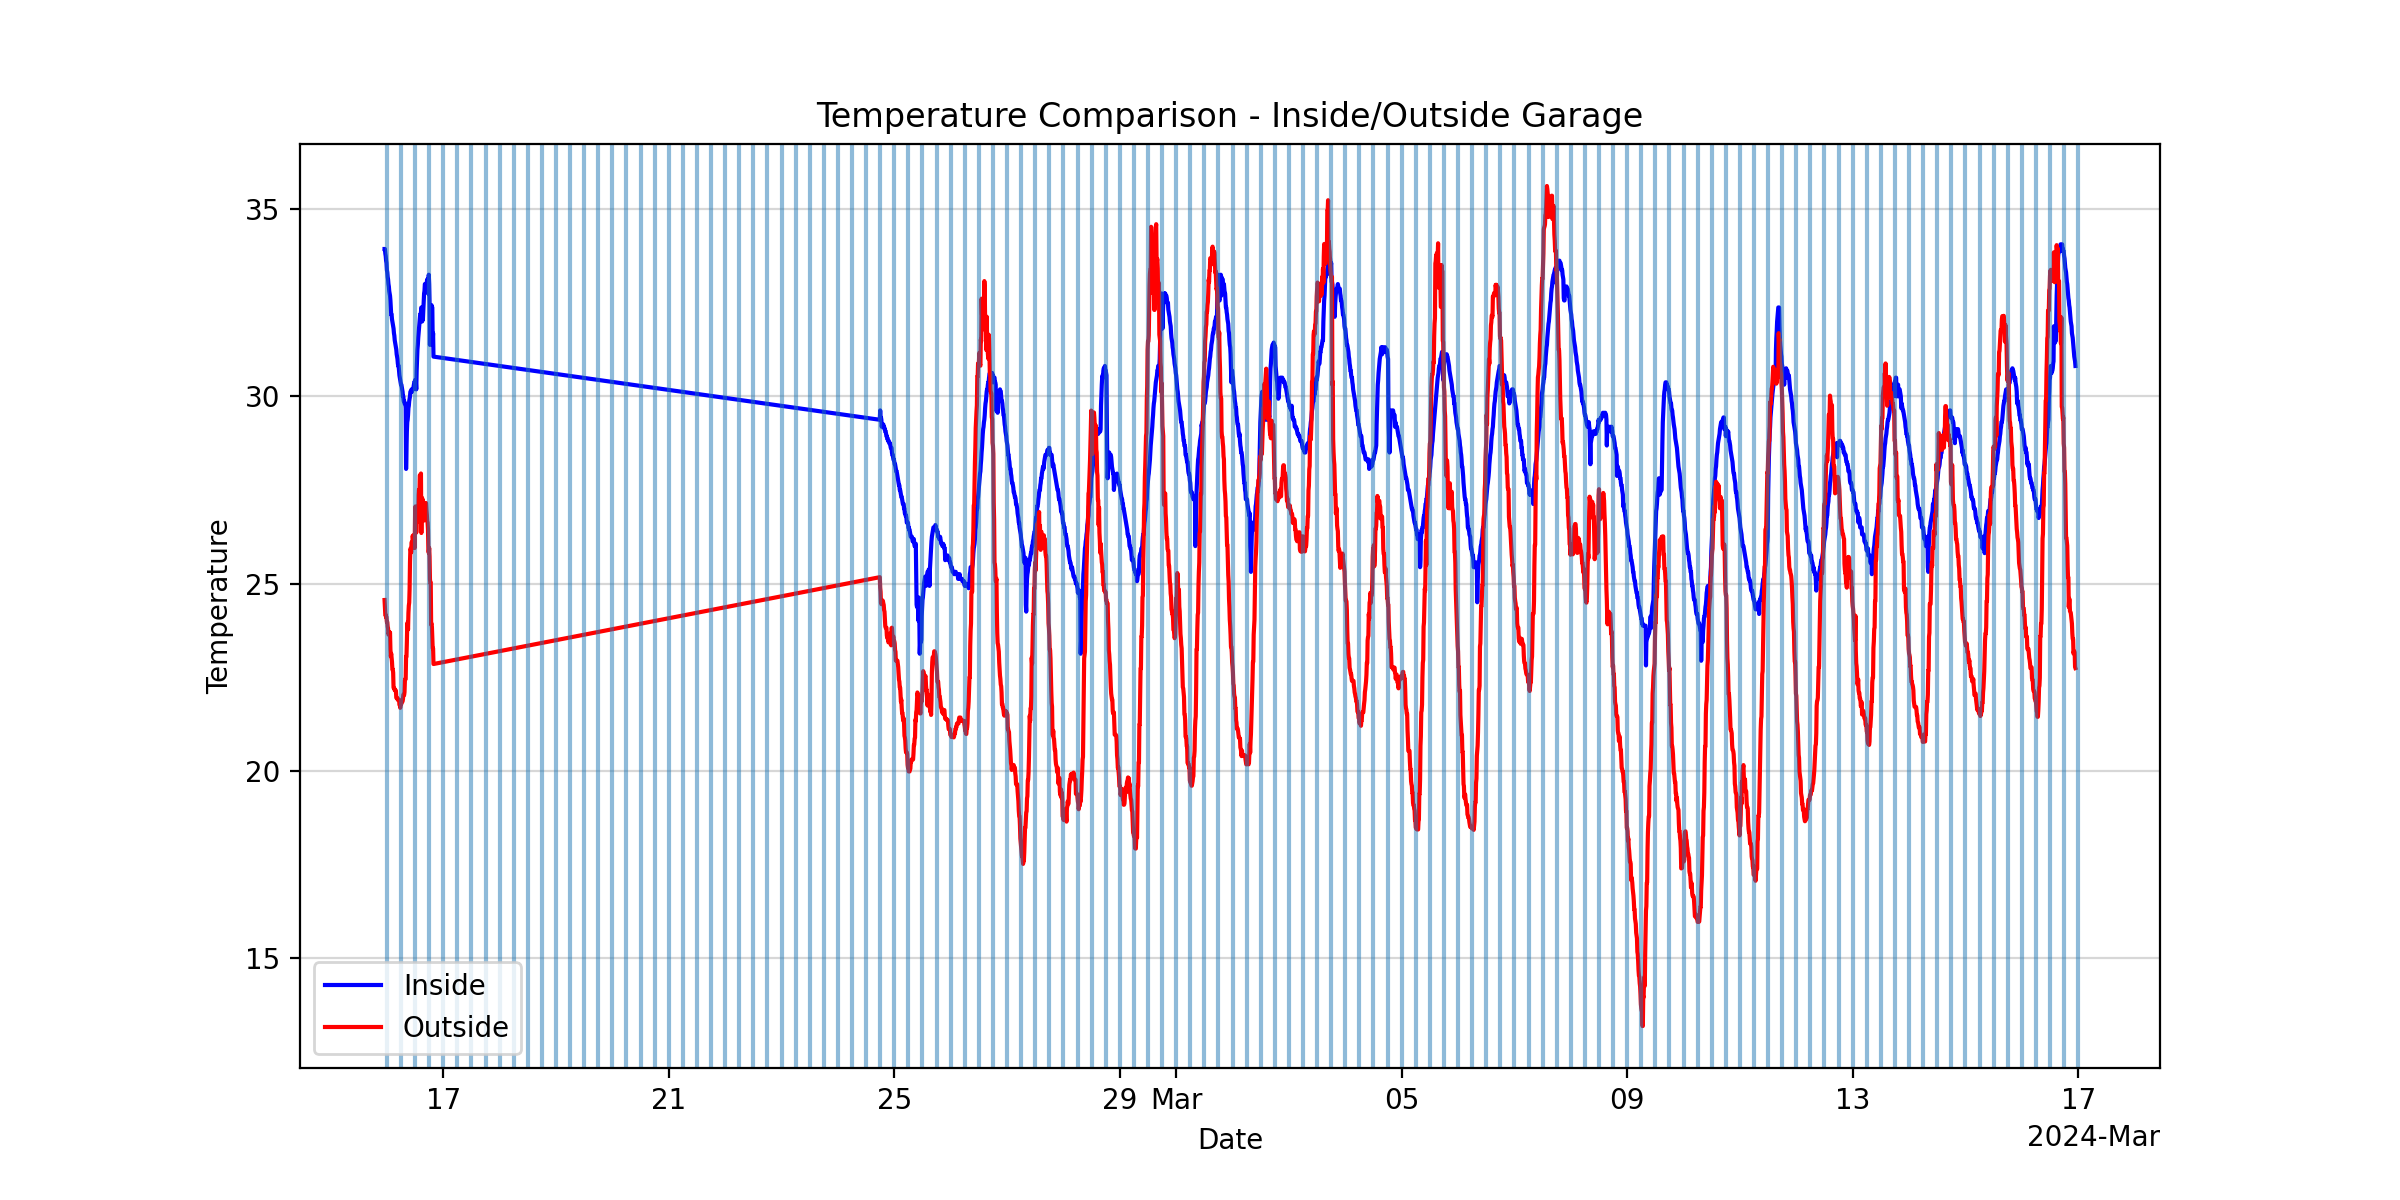 Temperature Comparison - Inside/Outside Garage
35
30
25
20
15
Temperature
Inside
Outside
17 21 25 29 Mar 05 09 13 17
Date
2024-Mar